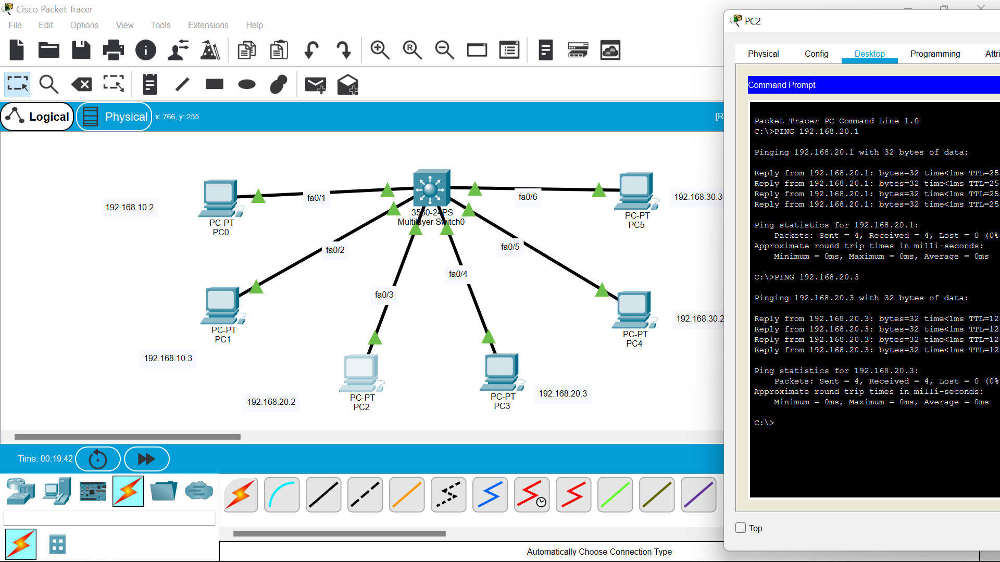 Cisco Packet Tracer
File Edit Options View Tools Extensions Help
Logical Physical x: 766, y: 255 [R
192.168.10.2
PC-PT
PC0
fa0/1
3560-24PS
Multilayer Switch0
fa0/6
PC-PT
PC5
192.168.30.3
fa0/2
fa0/5
fa0/4
fa0/3
PC-PT
PC1
192.168.10.3
PC-PT
PC4
192.168.30.2
192.168.20.2
PC-PT
PC2
PC-PT
PC3
192.168.20.3
Time: 00:19:42
Automatically Choose Connection Type
PC2
Physical Config Desktop Programming Attri
Command Prompt
Packet Tracer PC Command Line 1.0
C:\>PING 192.168.20.1
Pinging 192.168.20.1 with 32 bytes of data:
Reply from 192.168.20.1: bytes=32 time<1ms TTL=25
Reply from 192.168.20.1: bytes=32 time<1ms TTL=25
Reply from 192.168.20.1: bytes=32 time<1ms TTL=25
Reply from 192.168.20.1: bytes=32 time<1ms TTL=25
Ping statistics for 192.168.20.1:
Packets: Sent = 4, Received = 4, Lost = 0 (0%
Approximate round trip times in milli-seconds:
Minimum = 0ms, Maximum = 0ms, Average = 0ms
C:\>PING 192.168.20.3
Pinging 192.168.20.3 with 32 bytes of data:
Reply from 192.168.20.3: bytes=32 time<1ms TTL=12
Reply from 192.168.20.3: bytes=32 time<1ms TTL=12
Reply from 192.168.20.3: bytes=32 time<1ms TTL=12
Reply from 192.168.20.3: bytes=32 time<1ms TTL=12
Ping statistics for 192.168.20.3:
Packets: Sent = 4, Received = 4, Lost = 0 (0%
Approximate round trip times in milli-seconds:
Minimum = 0ms, Maximum = 0ms, Average = 0ms
C:\>
Top